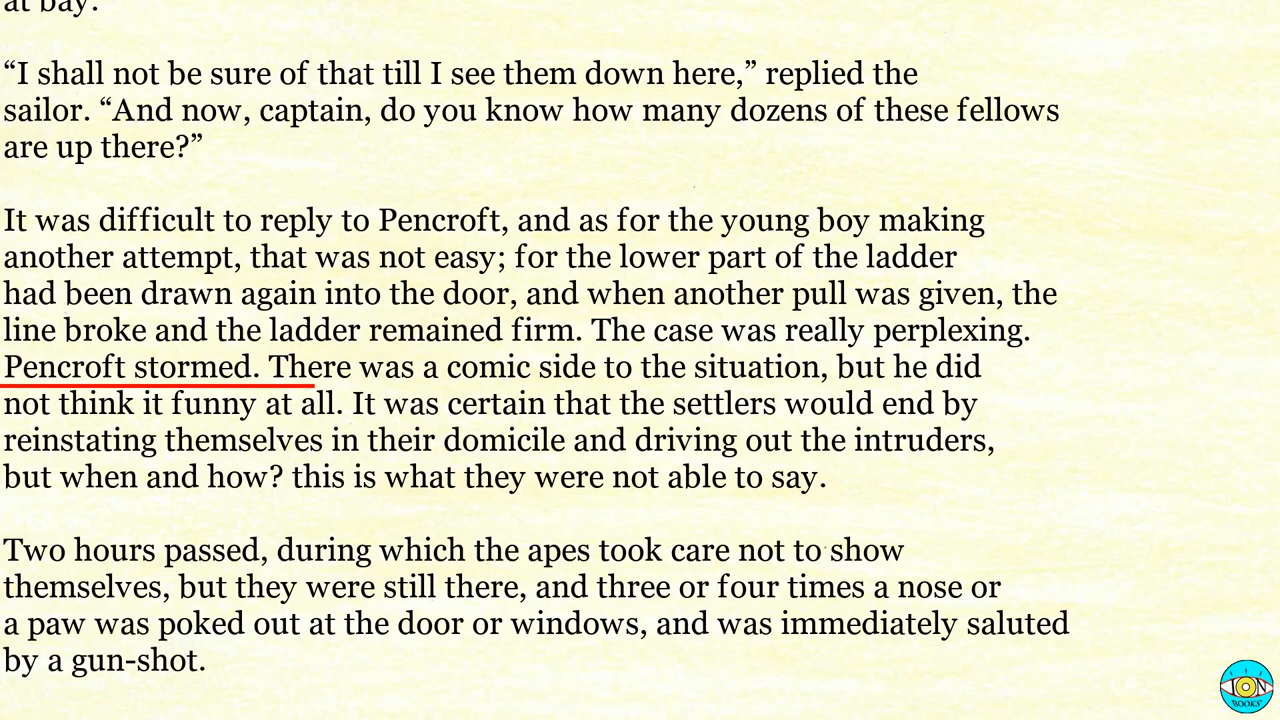 at bay.
“I shall not be sure of that till I see them down here,” replied the
sailor. “And now, captain, do you know how many dozens of these fellows
are up there?”
It was difficult to reply to Pencroft, and as for the young boy making
another attempt, that was not easy; for the lower part of the ladder
had been drawn again into the door, and when another pull was given, the
line broke and the ladder remained firm. The case was really perplexing.
Pencroft stormed. There was a comic side to the situation, but he did
not think it funny at all. It was certain that the settlers would end by
reinstating themselves in their domicile and driving out the intruders,
but when and how? this is what they were not able to say.
Two hours passed, during which the apes took care not to show
themselves, but they were still there, and three or four times a nose or
a paw was poked out at the door or windows, and was immediately saluted
by a gun-shot.
ION
BOOKS